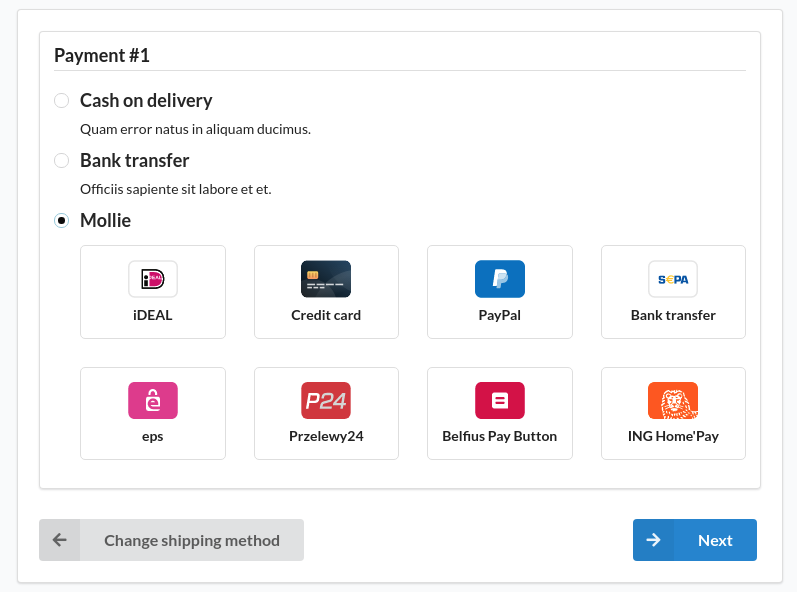 Payment #1
Cash on delivery
Quam error natus in aliquam ducimus.
Bank transfer
Officiis sapiente sit labore et et.
Mollie
iDEAL
iDEAL
Credit card
PayPal
SEPA
Bank transfer
eps
P24
Przelewy24
Belfius Pay Button
ING Home'Pay
Change shipping method
Next